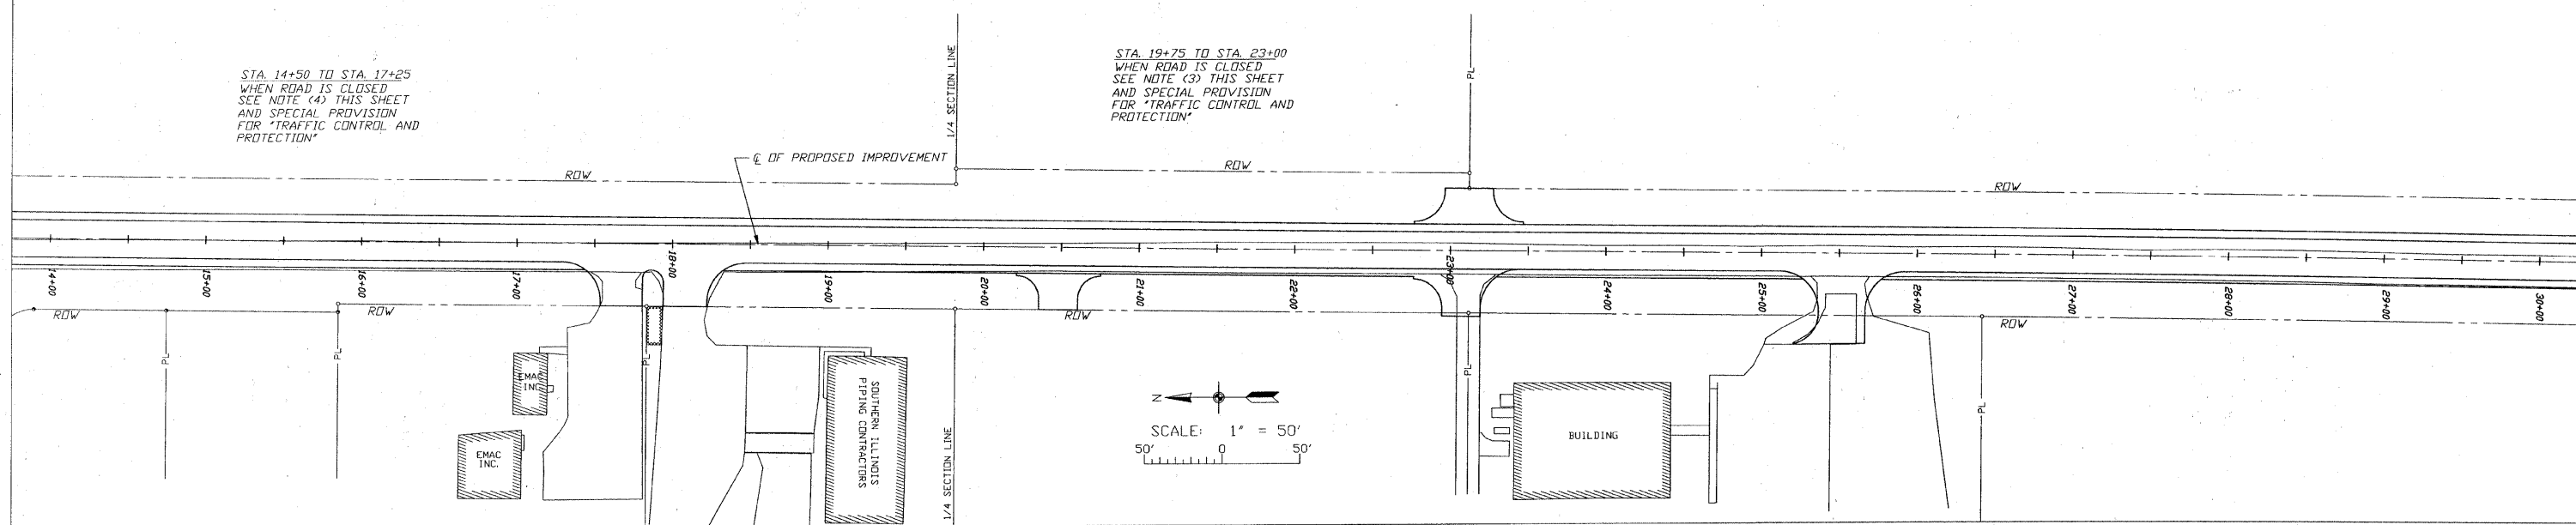 STA. 14+50 TO STA. 17+25
WHEN ROAD IS CLOSED
SEE NOTE (4) THIS SHEET
AND SPECIAL PROVISION
FOR "TRAFFIC CONTROL AND
PROTECTION"
1/4 SECTION LINE
STA. 19+75 TO STA. 23+00
WHEN ROAD IS CLOSED
SEE NOTE (3) THIS SHEET
AND SPECIAL PROVISION
FOR "TRAFFIC CONTROL AND
PROTECTION"
PL
℄ OF PROPOSED IMPROVEMENT
ROW
ROW
ROW
14+00
15+00
16+00
17+00
18+00
19+00
20+00
21+00
22+00
23+00
24+00
25+00
26+00
27+00
28+00
29+00
30+00
ROW
ROW
ROW
ROW
PL
PL
PL
PL
PL
EMAC
INC.
EMAC
INC.
SOUTHERN ILLINOIS
PIPING CONTRACTORS
1/4 SECTION LINE
N
SCALE: 1" = 50'
50' 0 50'
BUILDING